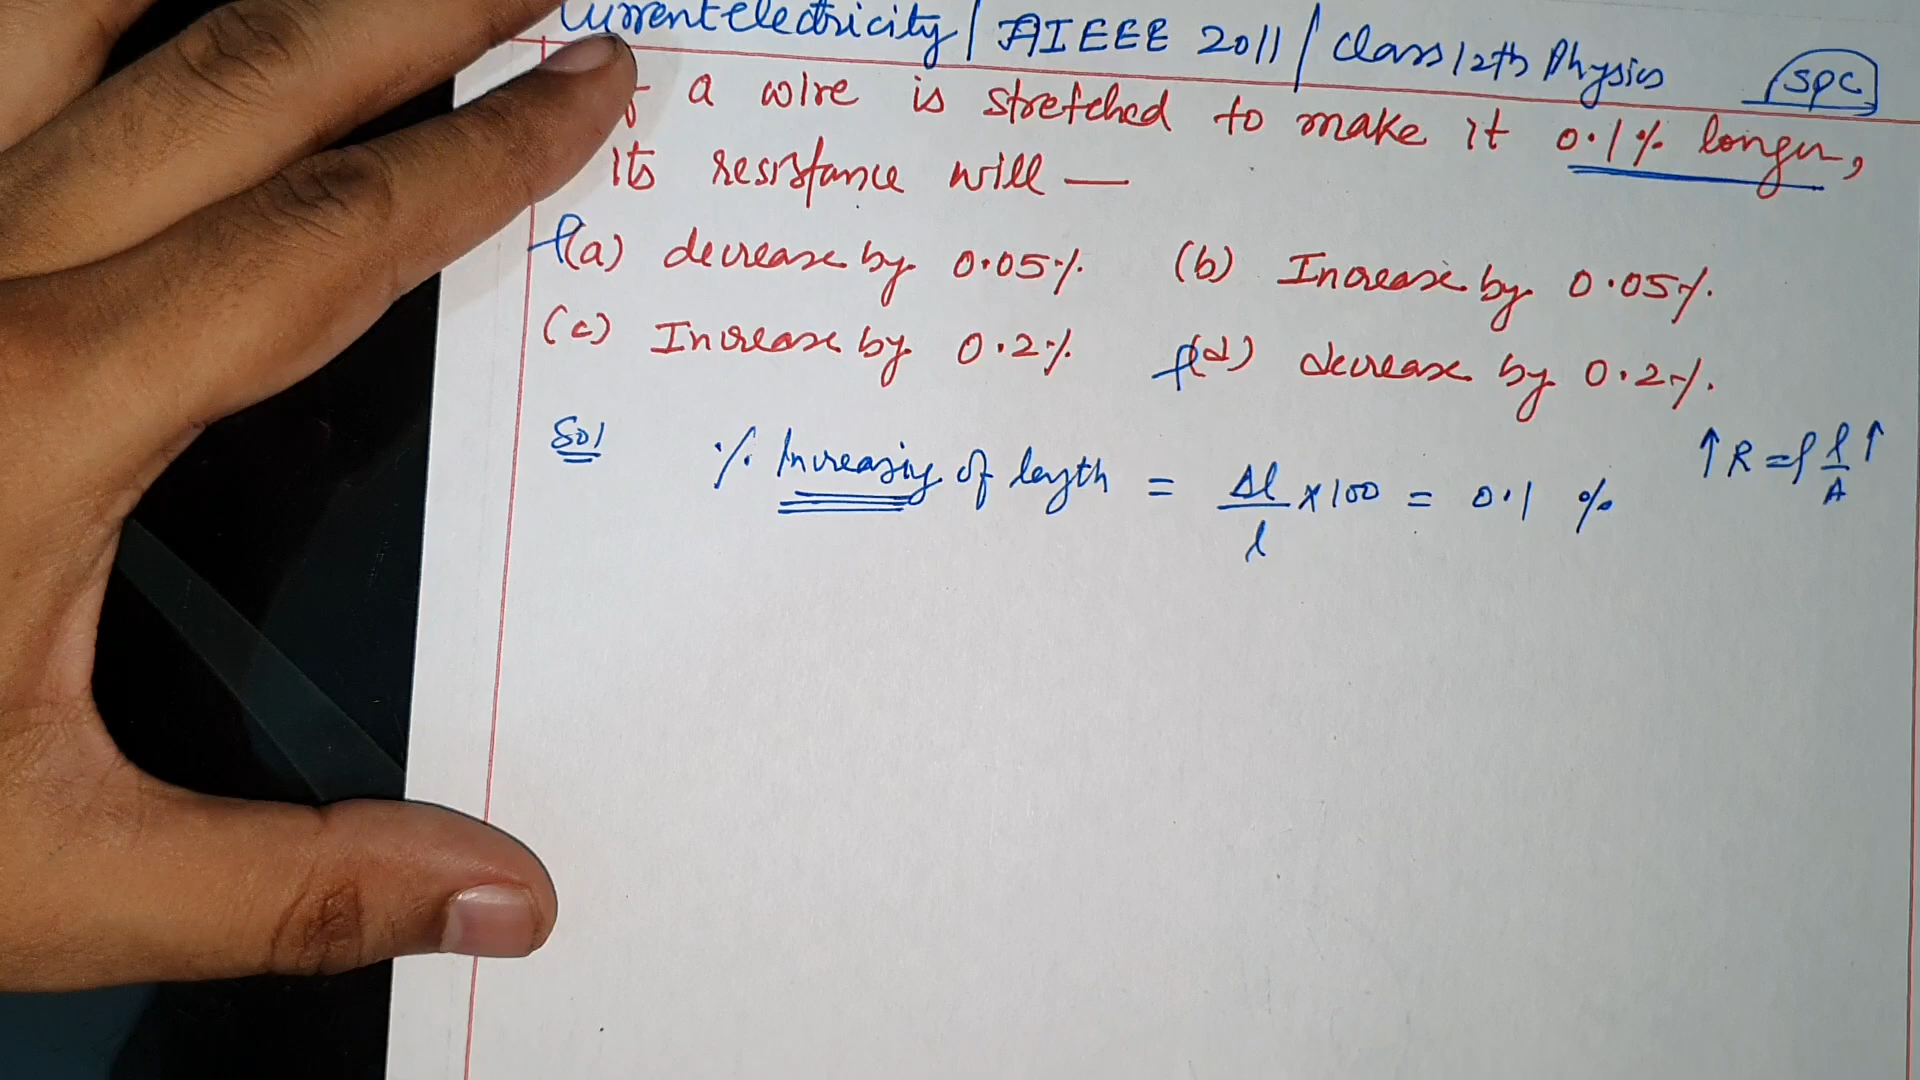 Current electricity / AIEEE 2011 / Class 12th Physics SPC
a wire is stretched to make it 0.1% longer,
its resistance will —
(a) decrease by 0.05% (b) Increase by 0.05%.
(c) Increase by 0.2% (d) decrease by 0.2%.
Sol % Increasing of length = Δl/l × 100 = 0.1 % ↑R = ρ l/A ↑